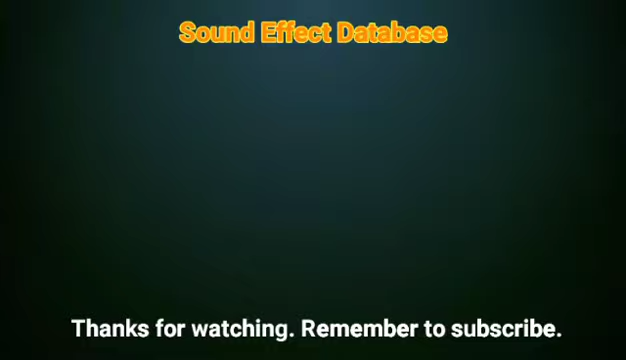 Sound Effect Database
Thanks for watching. Remember to subscribe.